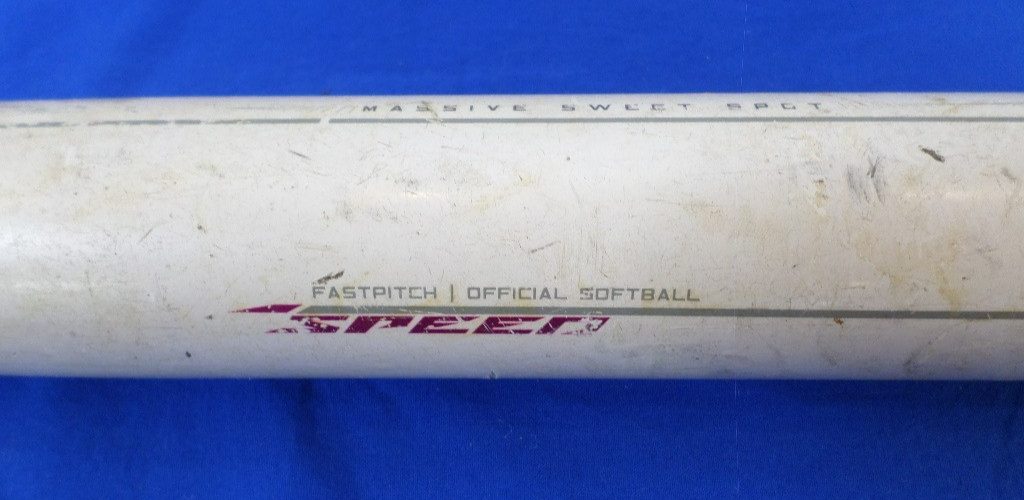 MASSIVE SWEET SPOT
FASTPITCH | OFFICIAL SOFTBALL
SPEED